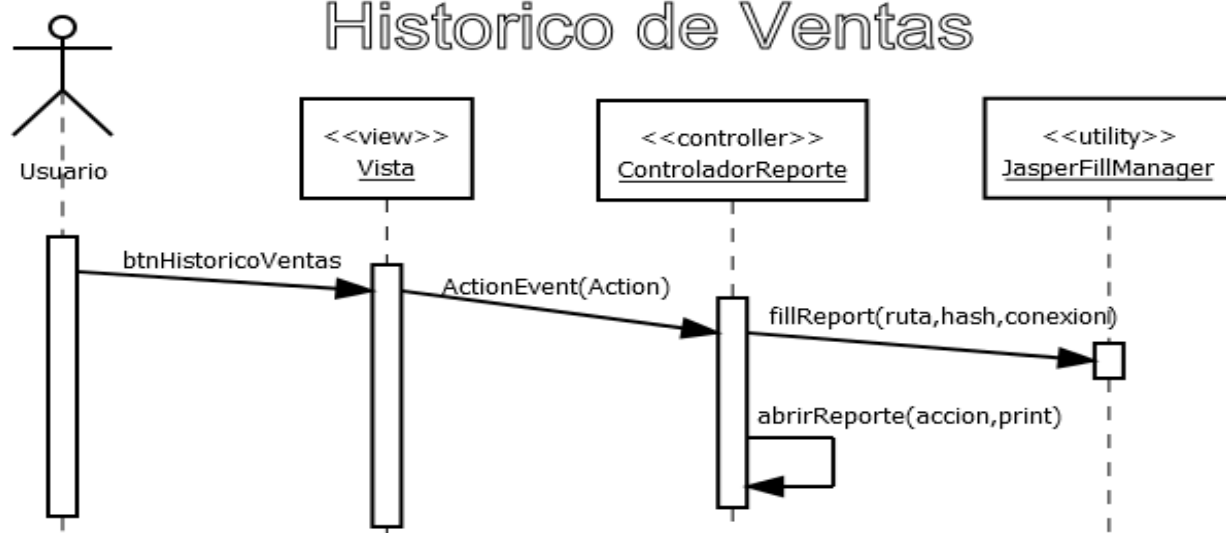 Historico de Ventas
Usuario
<<view>>
Vista
<<controller>>
ControladorReporte
<<utility>>
JasperFillManager
btnHistoricoVentas
ActionEvent(Action)
fillReport(ruta,hash,conexion)
abrirReporte(accion,print)